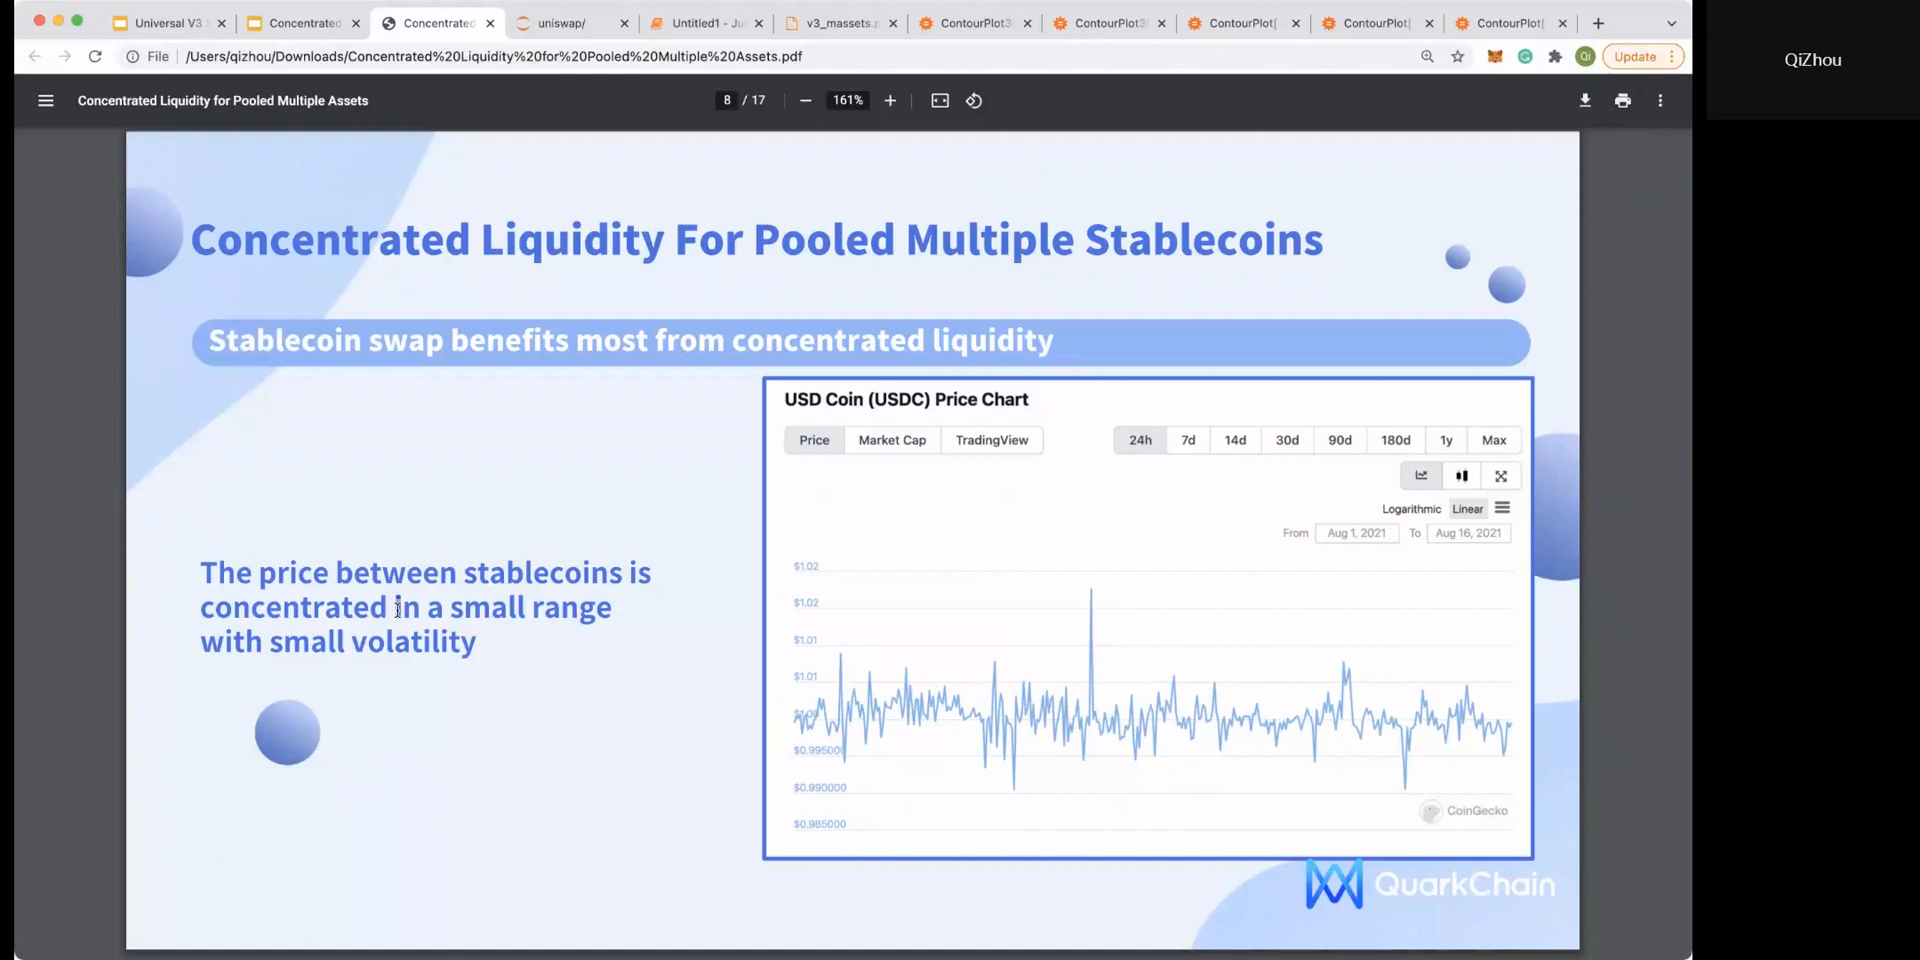 Universal V3
Concentrated
Concentrated
uniswap/
Untitled1 - Ju
v3_massets.p
ContourPlot3
ContourPlot3
ContourPlot[
ContourPlot[
ContourPlot[
File
/Users/qizhou/Downloads/Concentrated%20Liquidity%20for%20Pooled%20Multiple%20Assets.pdf
Qi
Update
QiZhou
Concentrated Liquidity for Pooled Multiple Assets
8 / 17
161%
Concentrated Liquidity For Pooled Multiple Stablecoins
Stablecoin swap benefits most from concentrated liquidity
The price between stablecoins is
concentrated in a small range
with small volatility
USD Coin (USDC) Price Chart
Price Market Cap TradingView
24h 7d 14d 30d 90d 180d 1y Max
Logarithmic Linear
From Aug 1, 2021 To Aug 16, 2021
$1.02
$1.02
$1.01
$1.01
$1.00
$0.995000
$0.990000
$0.985000
CoinGecko
QuarkChain